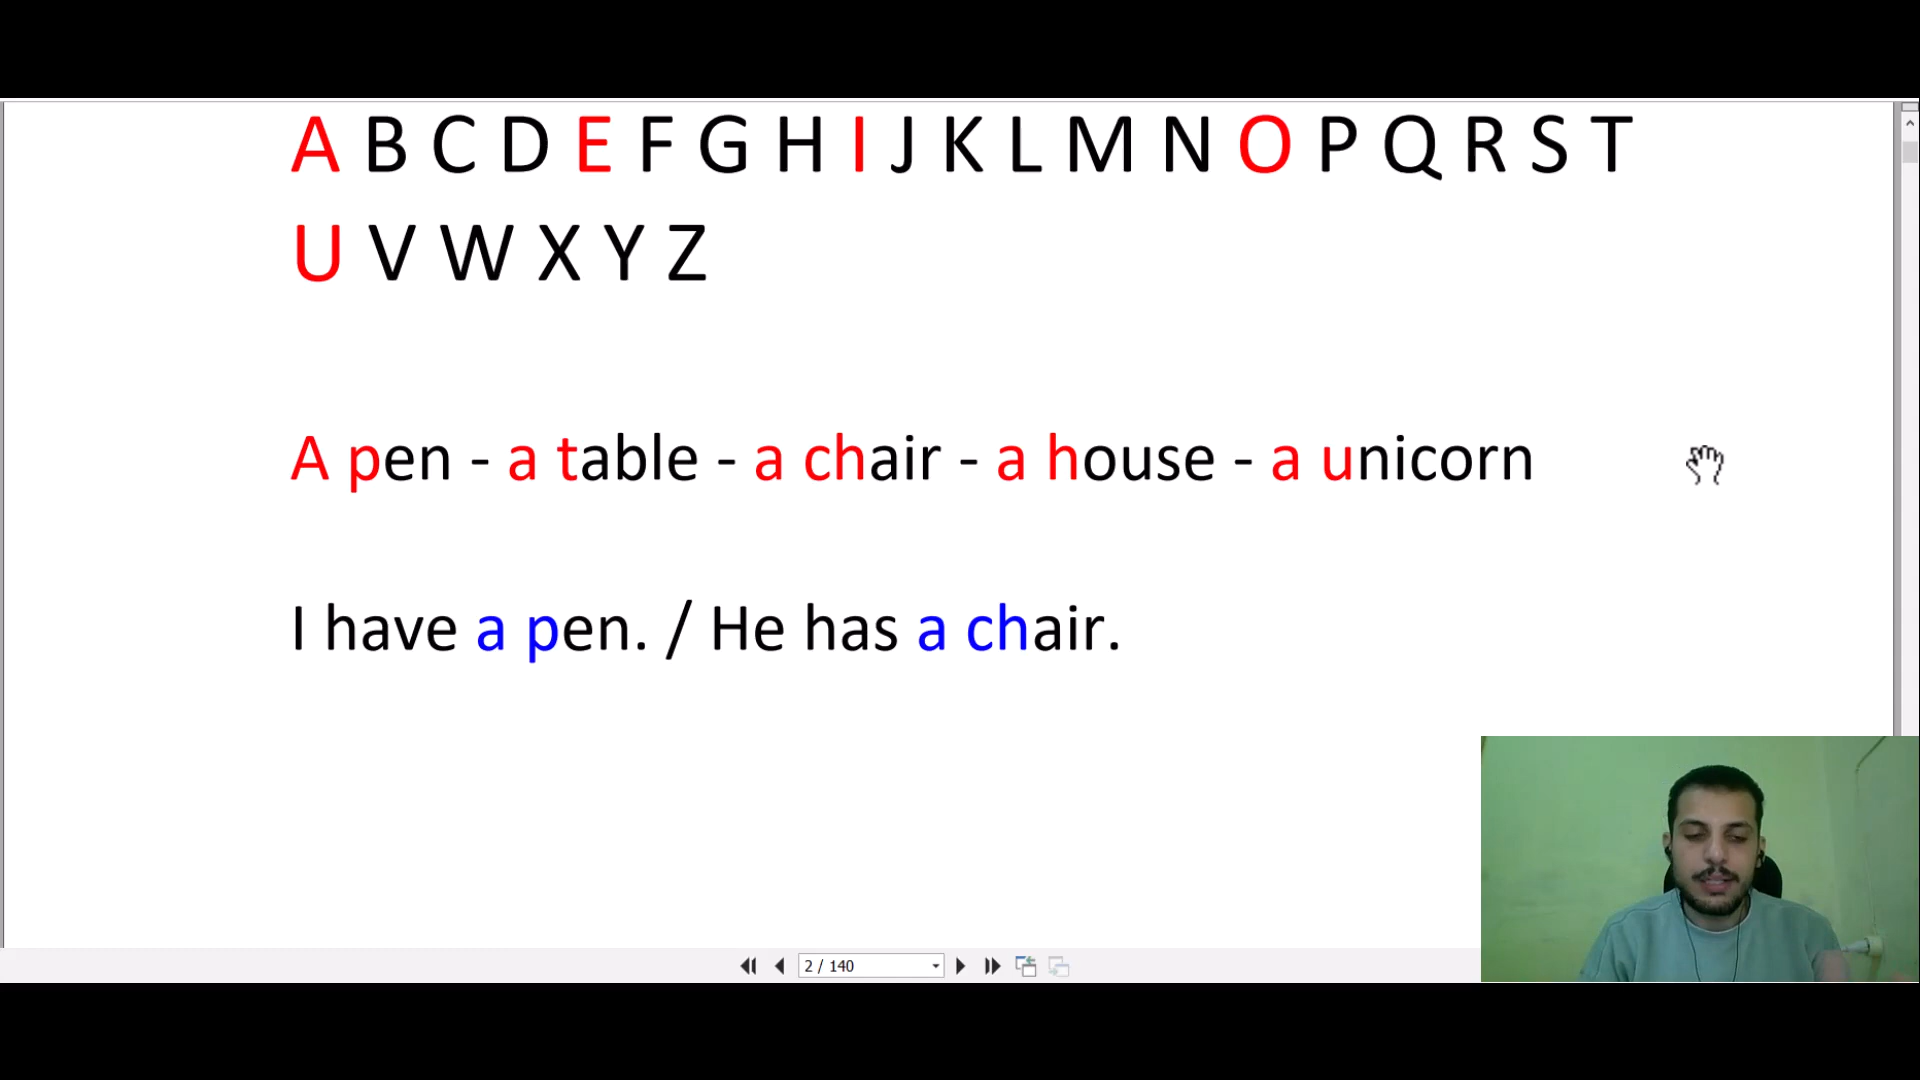 A B C D E F G H I J K L M N O P Q R S T
U V W X Y Z
A pen - a table - a chair - a house - a unicorn
I have a pen. / He has a chair.
2 / 140